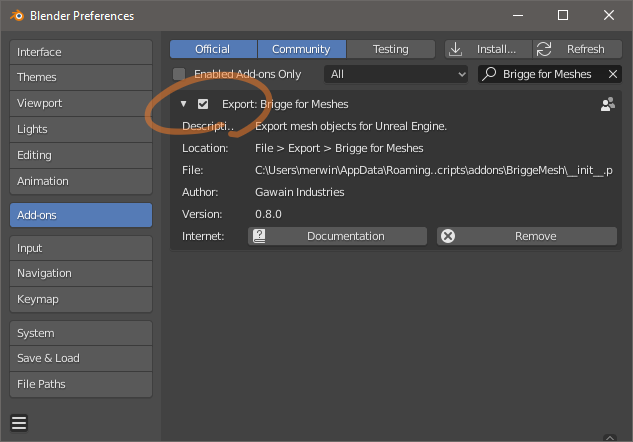 Blender Preferences
Interface
Themes
Viewport
Lights
Editing
Animation
Add-ons
Input
Navigation
Keymap
System
Save & Load
File Paths
Official Community Testing Install... Refresh
Enabled Add-ons Only All Brigge for Meshes
Export: Brigge for Meshes
Descripti.. Export mesh objects for Unreal Engine.
Location: File > Export > Brigge for Meshes
File: C:\Users\merwin\AppData\Roaming..cripts\addons\BriggeMesh\__init__.p
Author: Gawain Industries
Version: 0.8.0
Internet: Documentation Remove